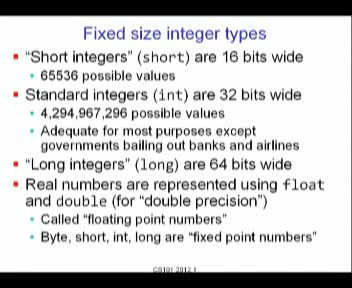 Fixed size integer types
"Short integers" (short) are 16 bits wide
65536 possible values
Standard integers (int) are 32 bits wide
4,294,967,296 possible values
Adequate for most purposes except
governments bailing out banks and airlines
"Long integers" (long) are 64 bits wide
Real numbers are represented using float
and double (for "double precision")
Called "floating point numbers"
Byte, short, int, long are "fixed point numbers"
CS101 2012.1